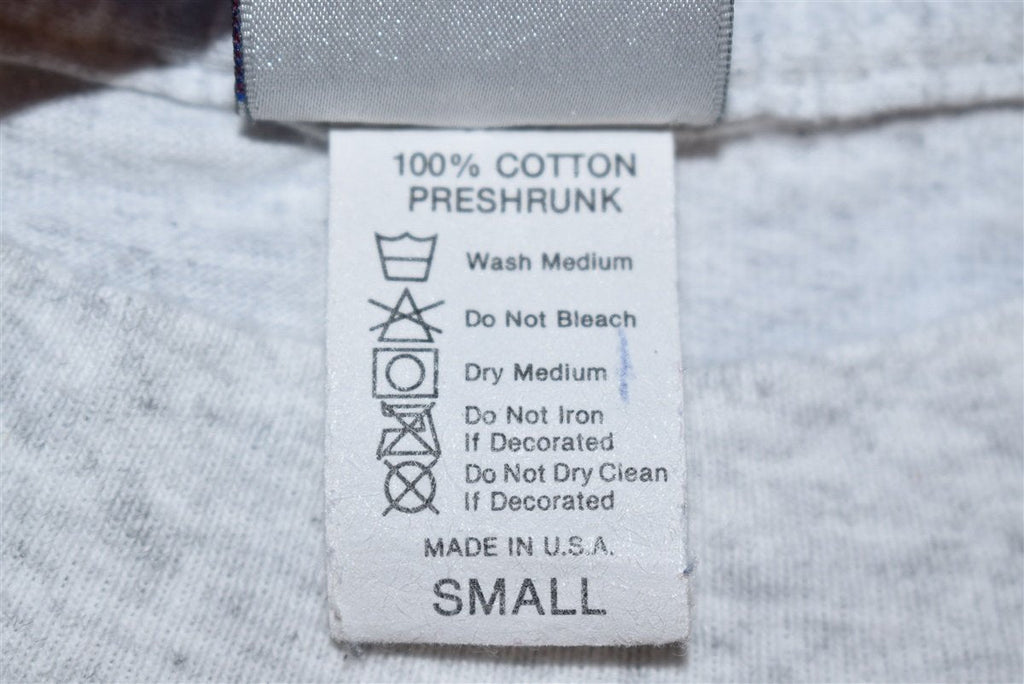 100% COTTON
PRESHRUNK
Wash Medium
Do Not Bleach
Dry Medium
Do Not Iron
If Decorated
Do Not Dry Clean
If Decorated
MADE IN U.S.A.
SMALL